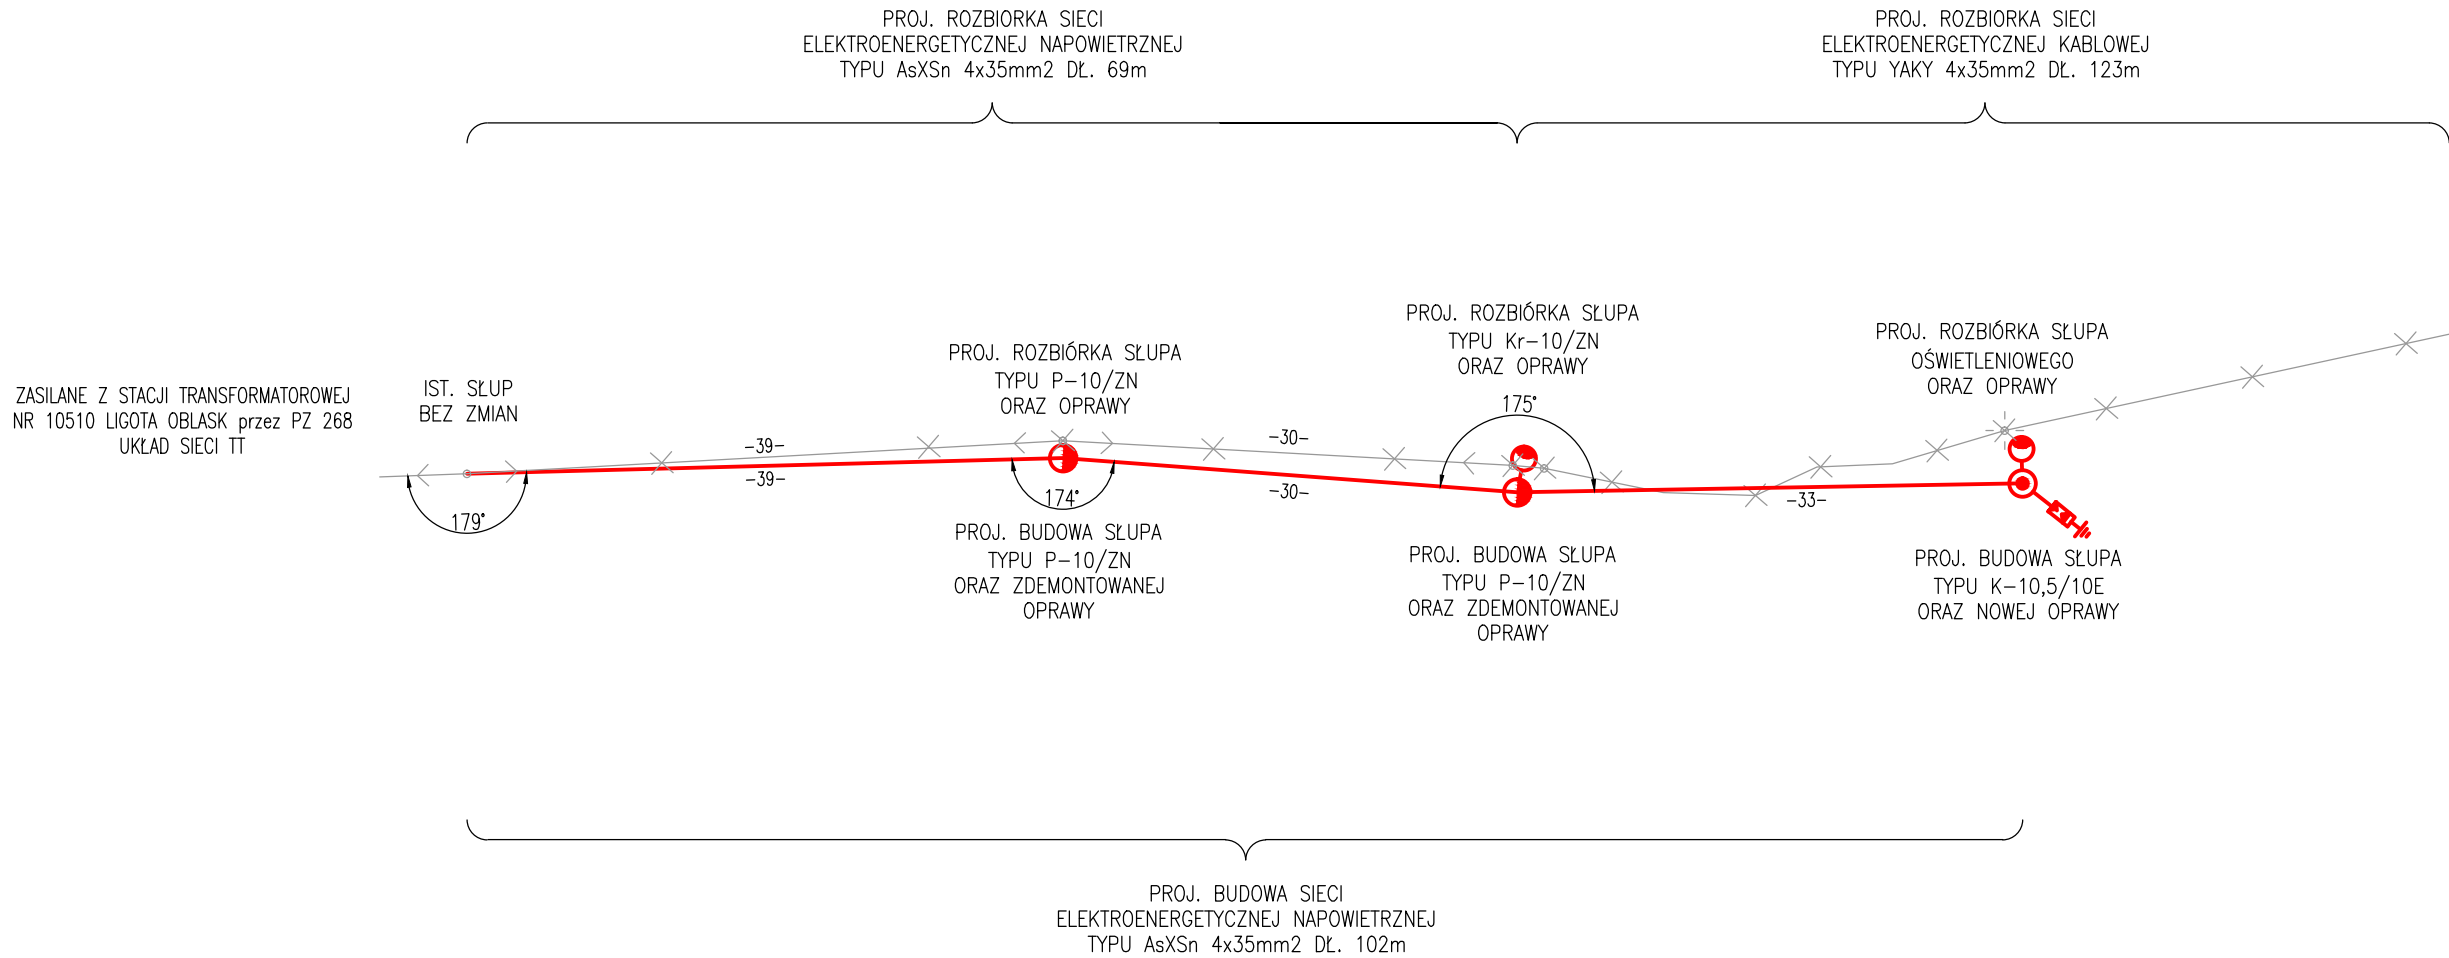 PROJ. ROZBIORKA SIECI
ELEKTROENERGETYCZNEJ NAPOWIETRZNEJ
TYPU AsXSn 4x35mm2 DŁ. 69m
PROJ. ROZBIORKA SIECI
ELEKTROENERGETYCZNEJ KABLOWEJ
TYPU YAKY 4x35mm2 DŁ. 123m
ZASILANE Z STACJI TRANSFORMATOROWEJ
NR 10510 LIGOTA OBLASK przez PZ 268
UKŁAD SIECI TT
IST. SŁUP
BEZ ZMIAN
179°
-39-
-39-
PROJ. ROZBIÓRKA SŁUPA
TYPU P-10/ZN
ORAZ OPRAWY
174°
PROJ. BUDOWA SŁUPA
TYPU P-10/ZN
ORAZ ZDEMONTOWANEJ
OPRAWY
-30-
-30-
PROJ. ROZBIÓRKA SŁUPA
TYPU Kr-10/ZN
ORAZ OPRAWY
175°
PROJ. BUDOWA SŁUPA
TYPU P-10/ZN
ORAZ ZDEMONTOWANEJ
OPRAWY
-33-
PROJ. ROZBIÓRKA SŁUPA
OŚWIETLENIOWEGO
ORAZ OPRAWY
PROJ. BUDOWA SŁUPA
TYPU K-10,5/10E
ORAZ NOWEJ OPRAWY
PROJ. BUDOWA SIECI
ELEKTROENERGETYCZNEJ NAPOWIETRZNEJ
TYPU AsXSn 4x35mm2 DŁ. 102m